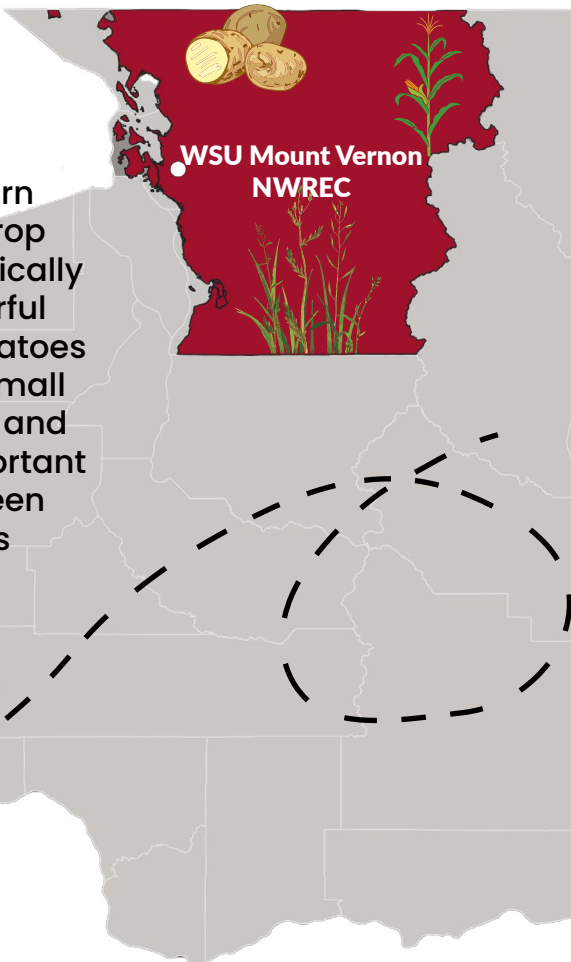 WSU Mount Vernon
NWREC
rn
rop
ically
rful
atoes
mall
and
ortant
een
s